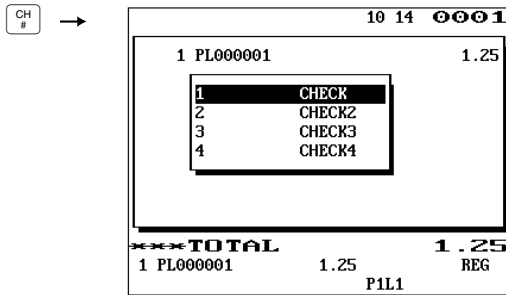 CH
#
10 14 0001
1 PL000001 1.25
1 CHECK
2 CHECK2
3 CHECK3
4 CHECK4
***TOTAL 1.25
1 PL000001 1.25 REG
P1L1